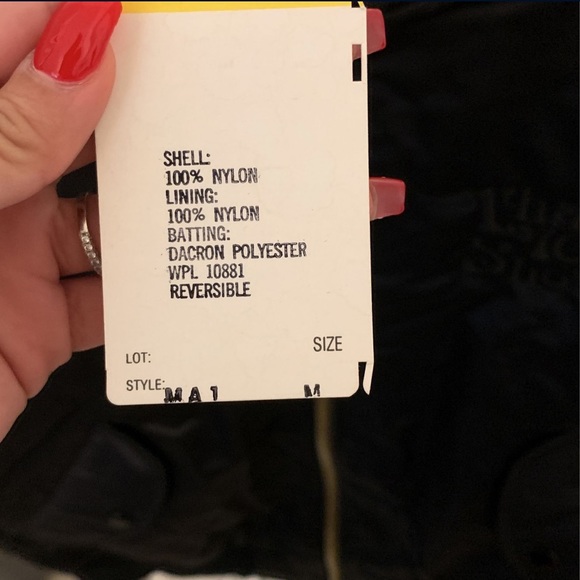 SHELL:
100% NYLON
LINING:
100% NYLON
BATTING:
DACRON POLYESTER
WPL 10881
REVERSIBLE
SIZE
LOT:
STYLE: MA1 M